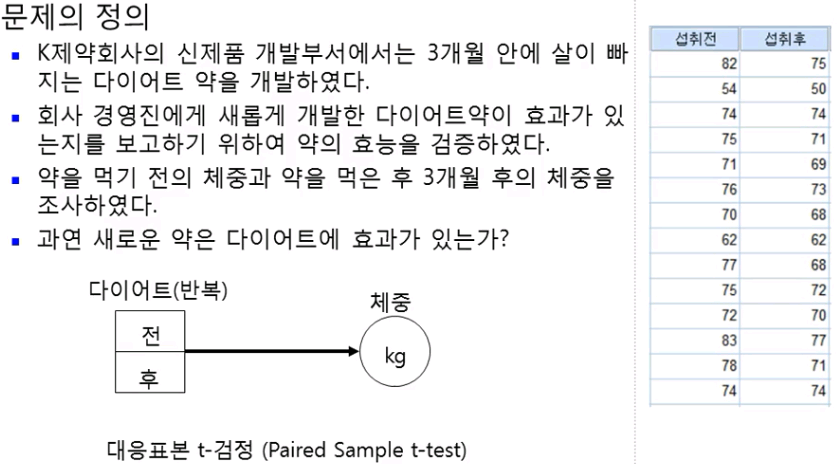 문제의 정의
▪ K제약회사의 신제품 개발부서에서는 3개월 안에 살이 빠
지는 다이어트 약을 개발하였다.
▪ 회사 경영진에게 새롭게 개발한 다이어트약이 효과가 있
는지를 보고하기 위하여 약의 효능을 검증하였다.
▪ 약을 먹기 전의 체중과 약을 먹은 후 3개월 후의 체중을
조사하였다.
▪ 과연 새로운 약은 다이어트에 효과가 있는가?
다이어트(반복)
체중
전
kg
후
대응표본 t-검정 (Paired Sample t-test)
섭취전 섭취후
82 75
54 50
74 74
75 71
71 69
76 73
70 68
62 62
77 68
75 72
72 70
83 77
78 71
74 74